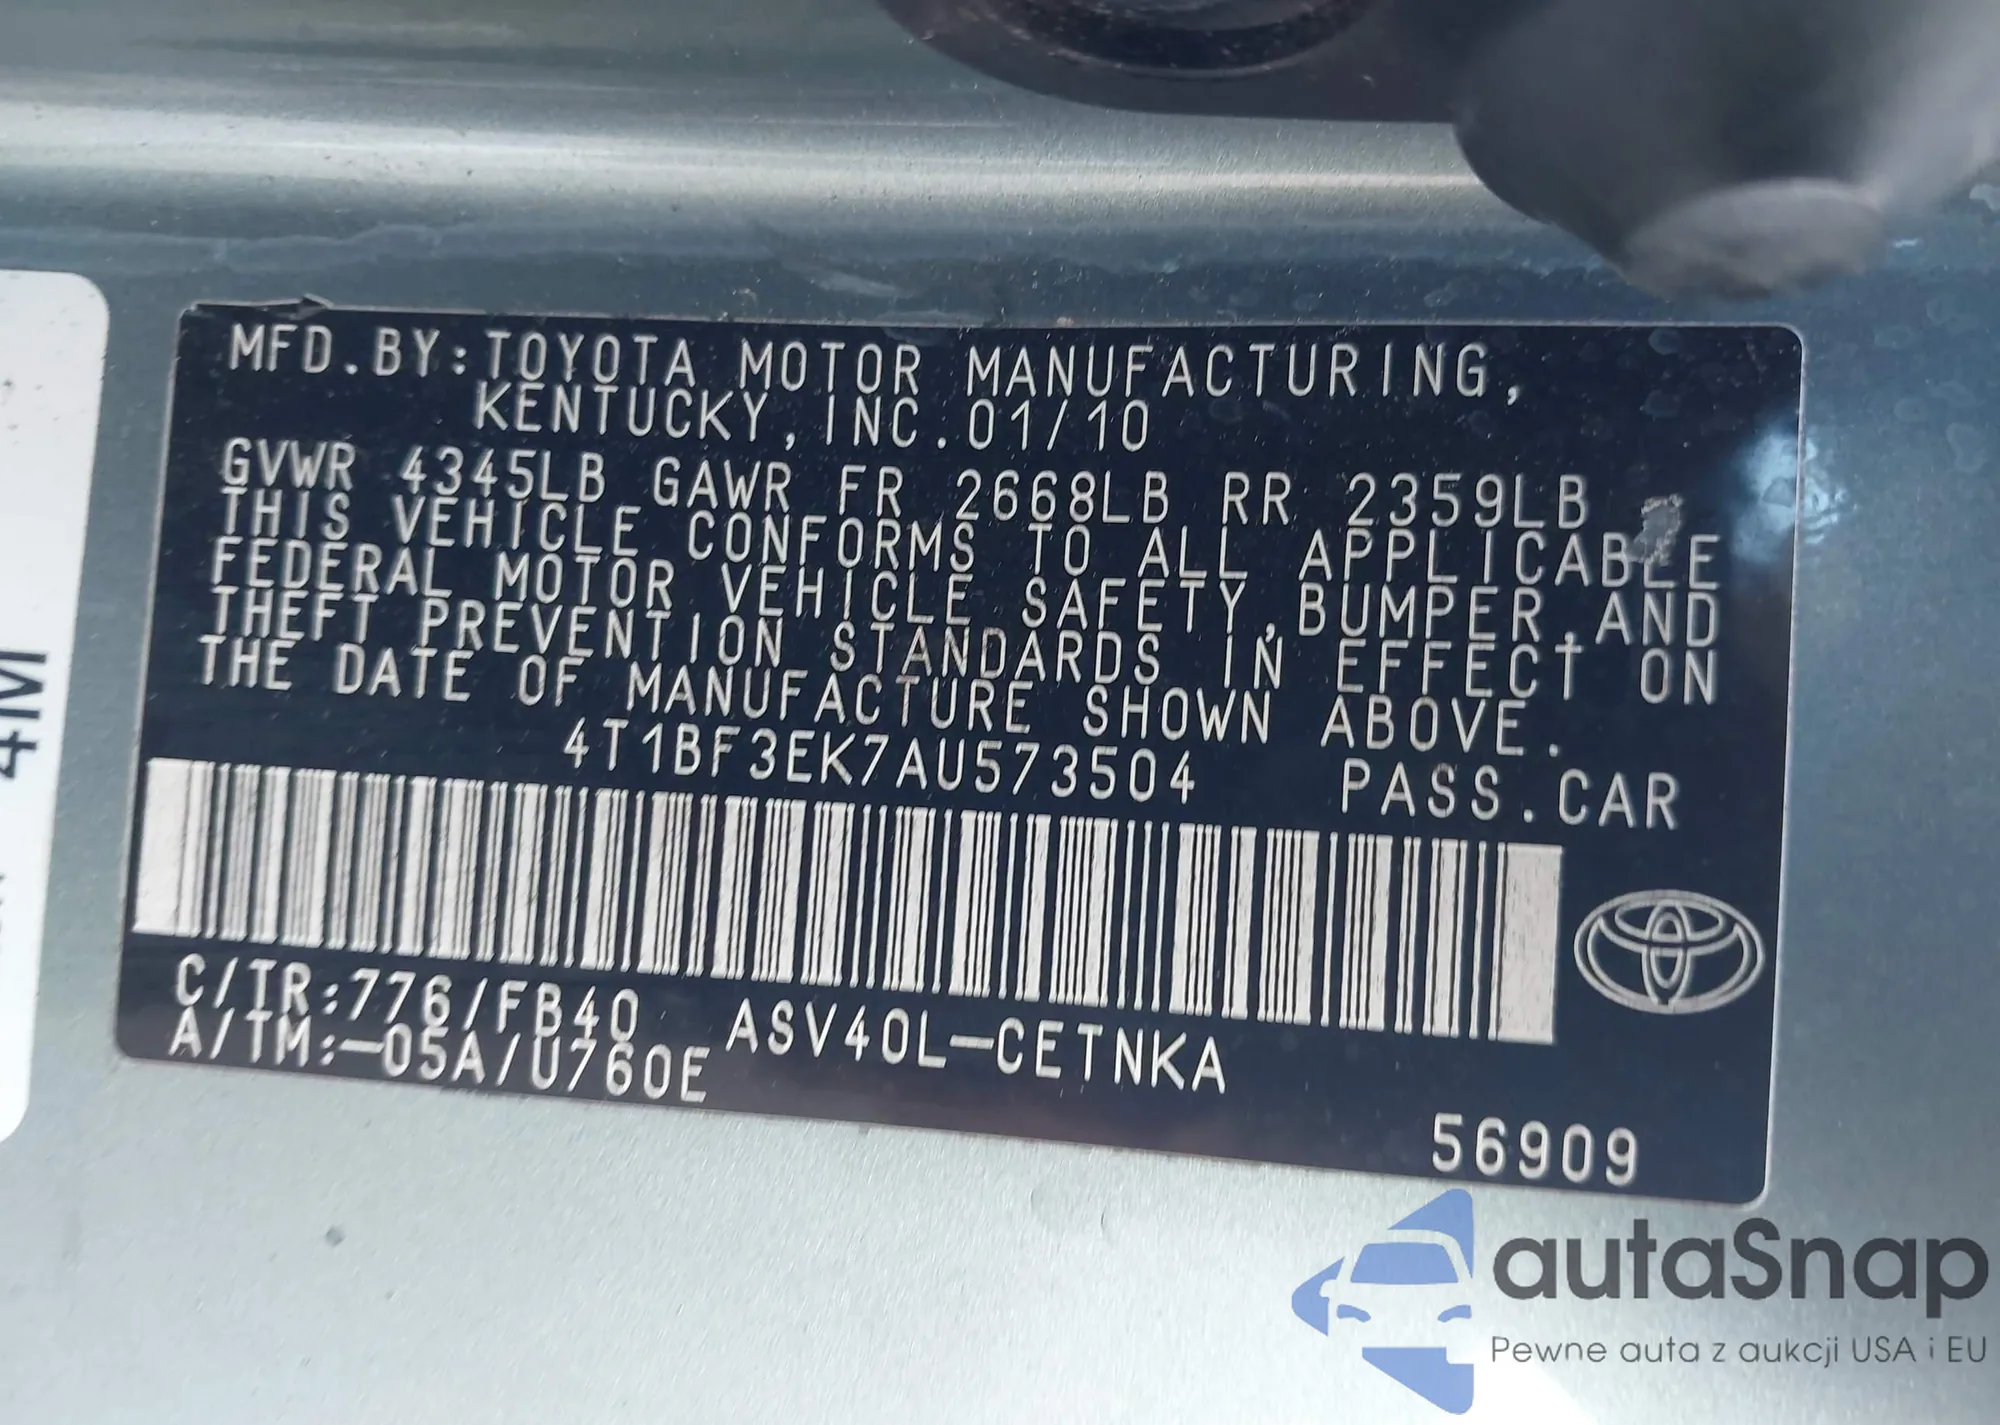 MFD.BY:TOYOTA MOTOR MANUFACTURING,
KENTUCKY, INC.01/10
GVWR 4345LB GAWR FR 2668LB RR 2359LB
THIS VEHICLE CONFORMS TO ALL APPLICABLE
FEDERAL MOTOR VEHICLE SAFETY,BUMPER,AND
THEFT PREVENTION STANDARDS IN EFFECT ON
THE DATE OF MANUFACTURE SHOWN ABOVE.
4T1BF3EK7AU573504 PASS.CAR
C/TR:776/FB40 ASV40L-CETNKA
A/TM:-05A/U760E
56909
4M
autaSnap
Pewne auta z aukcji USA i EU